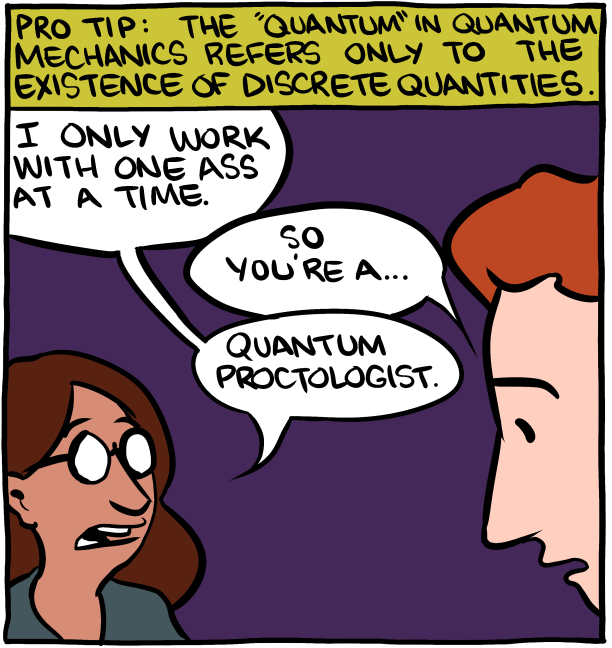 PRO TIP: THE "QUANTUM" IN QUANTUM
MECHANICS REFERS ONLY TO THE
EXISTENCE OF DISCRETE QUANTITIES.
I ONLY WORK
WITH ONE ASS
AT A TIME.
SO
YOU'RE A...
QUANTUM
PROCTOLOGIST.